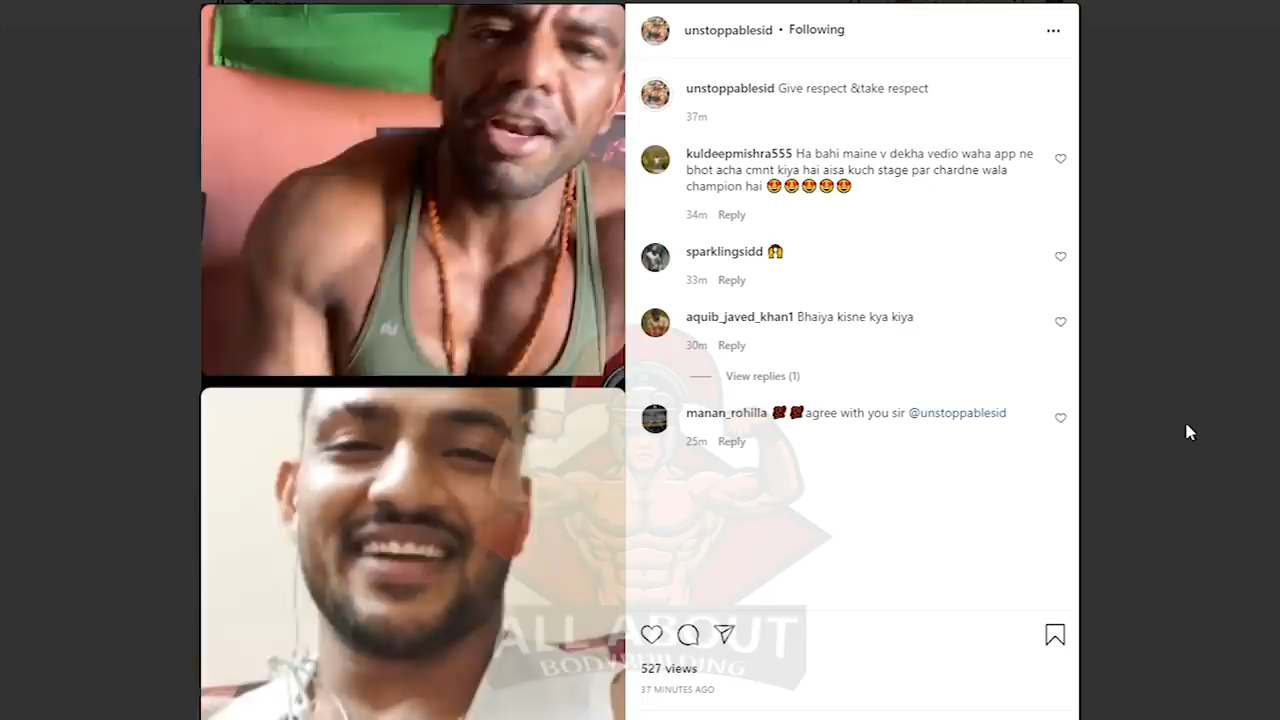 unstoppablesid • Following
unstoppablesid Give respect &take respect
37m
kuldeepmishra555 Ha bahi maine v dekha vedio waha app ne
bhot acha cmnt kiya hai aisa kuch stage par chardne wala
champion hai 😍😍😍😍😍
34m Reply
sparklingsidd 🙌
33m Reply
aquib_javed_khan1 Bhaiya kisne kya kiya
30m Reply
View replies (1)
manan_rohilla 💯 💯 agree with you sir @unstoppablesid
25m Reply
ALL ABOUT
BODYBUILDING
527 views
37 MINUTES AGO